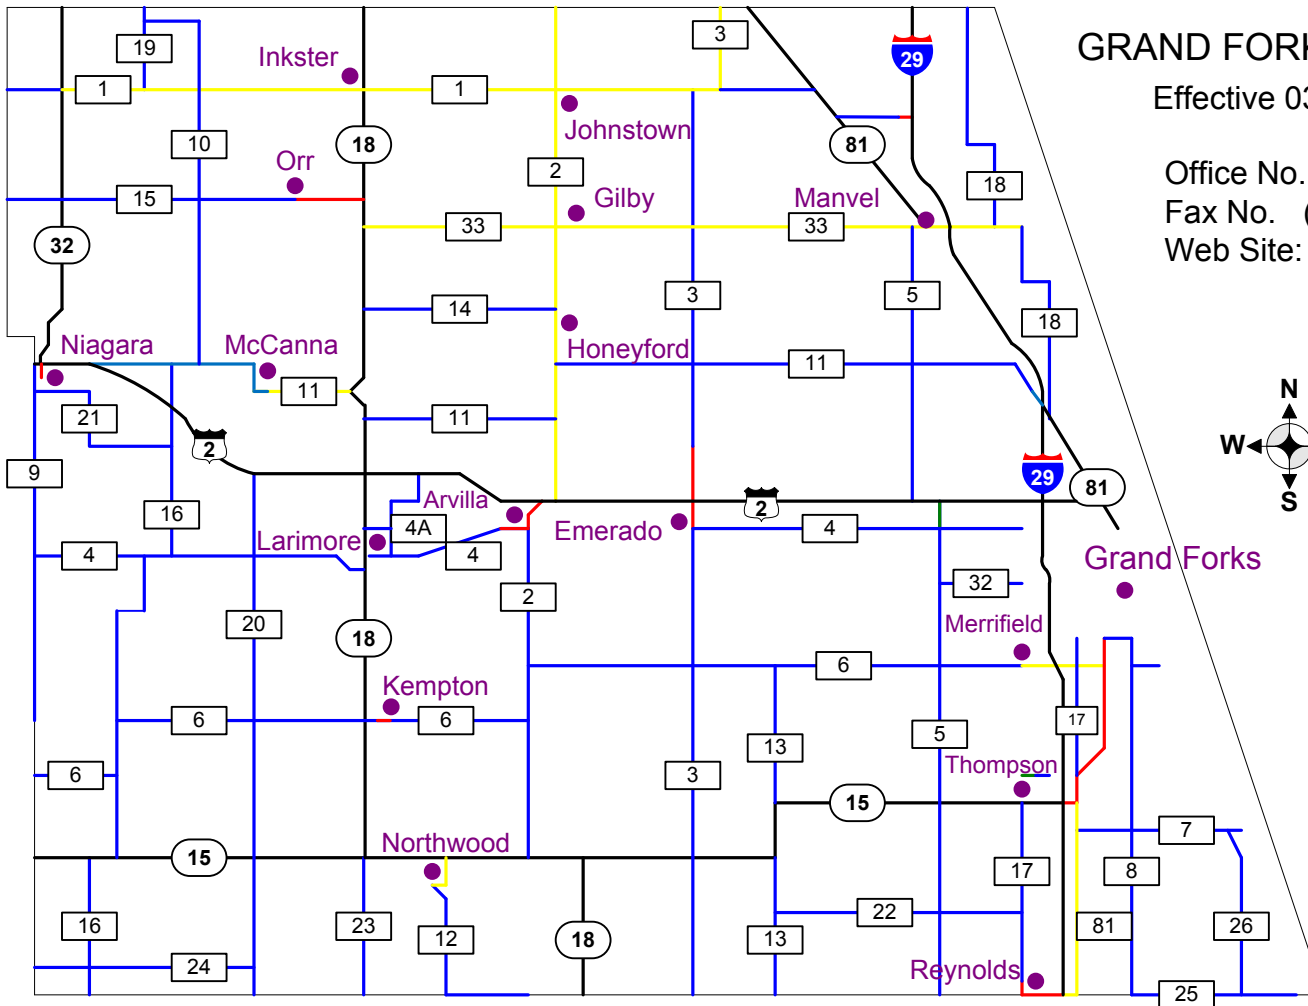 GRAND FORK
Effective 03
Office No.
Fax No. (
Web Site:
3
29
19
Inkster
1
1
Johnstown
10
18
81
Orr
2
18
15
Gilby
Manvel
33
33
32
3
5
14
18
Niagara
McCanna
Honeyford
11
11
N
21
11
W
2
9
29
81
S
Arvilla
2
16
4A
Emerado
4
Larimore
4
4
Grand Forks
32
2
20
18
Merrifield
6
Kempton
6
6
17
5
13
Thompson
6
3
15
7
Northwood
15
17
8
22
16
23
12
18
13
81
26
24
Reynolds
25